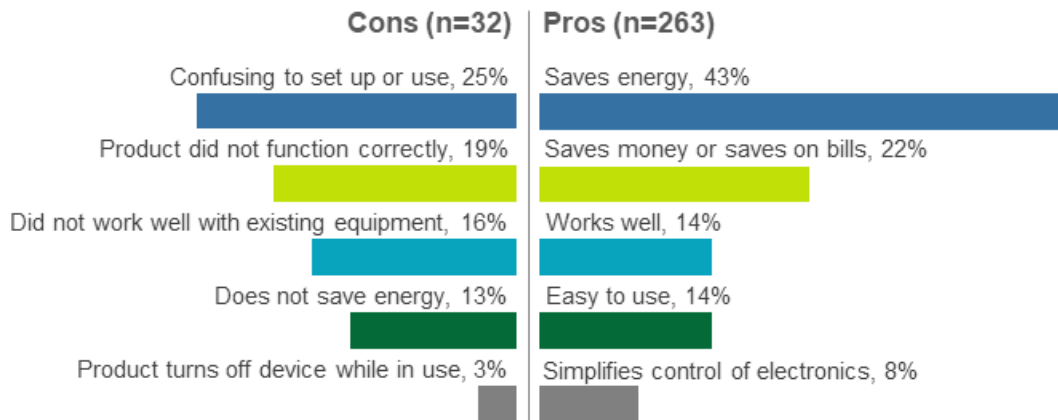 Cons (n=32)
Confusing to set up or use, 25%
Product did not function correctly, 19%
Did not work well with existing equipment, 16%
Does not save energy, 13%
Product turns off device while in use, 3%
Pros (n=263)
Saves energy, 43%
Saves money or saves on bills, 22%
Works well, 14%
Easy to use, 14%
Simplifies control of electronics, 8%